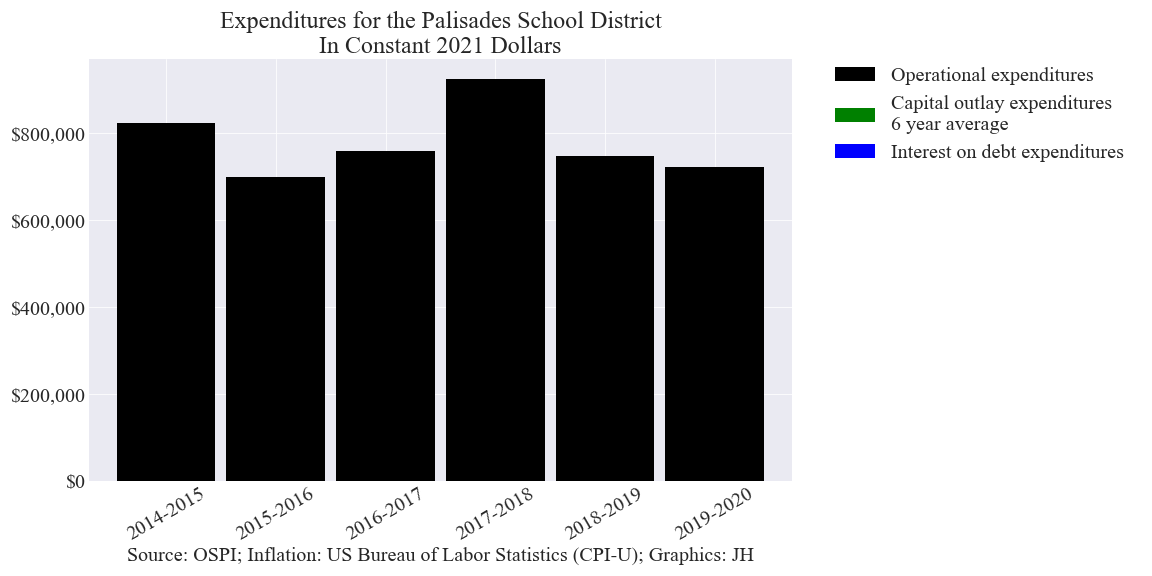 Expenditures for the Palisades School District
In Constant 2021 Dollars
Operational expenditures
Capital outlay expenditures
6 year average
Interest on debt expenditures
$800,000
$600,000
$400,000
$200,000
$0
2014-2015
2015-2016
2016-2017
2017-2018
2018-2019
2019-2020
Source: OSPI; Inflation: US Bureau of Labor Statistics (CPI-U); Graphics: JH